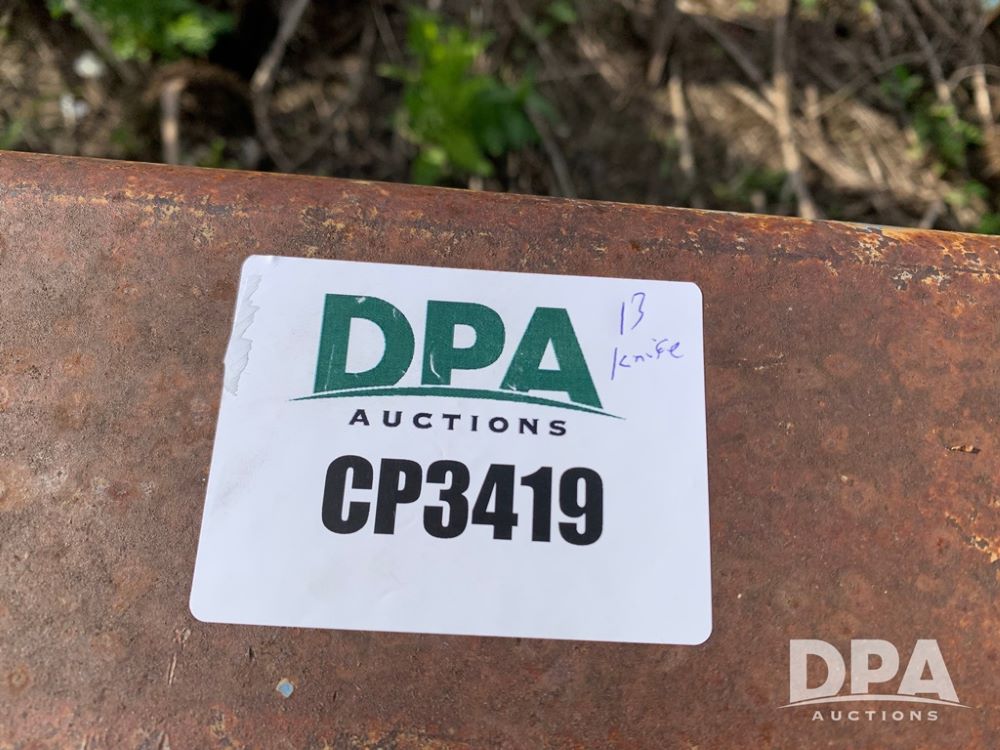 DPA
AUCTIONS
13
knife
CP3419
DPA
AUCTIONS